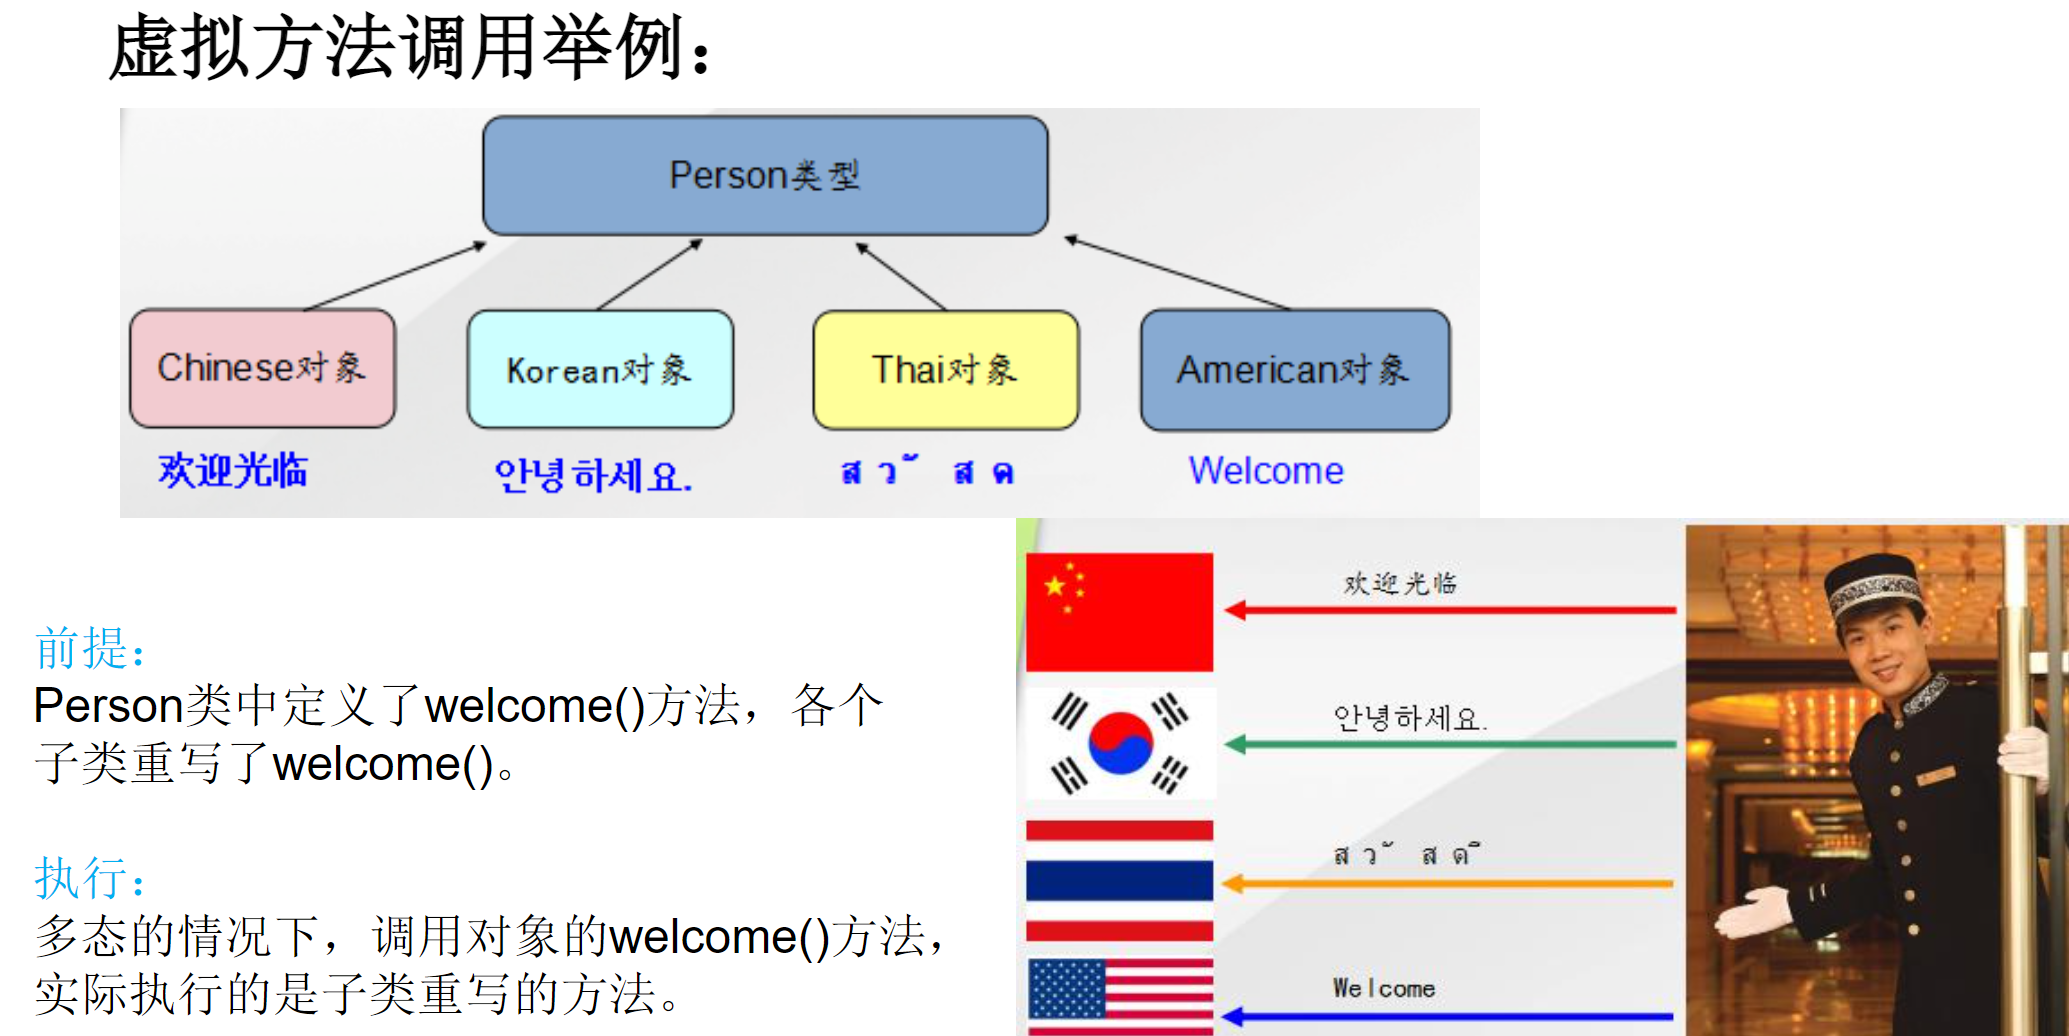 虚拟方法调用举例：
Person类型
Chinese对象
Korean对象
Thai对象
American对象
欢迎光临
안녕하세요.
ส ว ั ส ด
Welcome
前提：
Person类中定义了welcome()方法，各个
子类重写了welcome()。
执行：
多态的情况下，调用对象的welcome()方法，
实际执行的是子类重写的方法。
欢迎光临
안녕하세요.
ส ว ั ส ด ี
Welcome